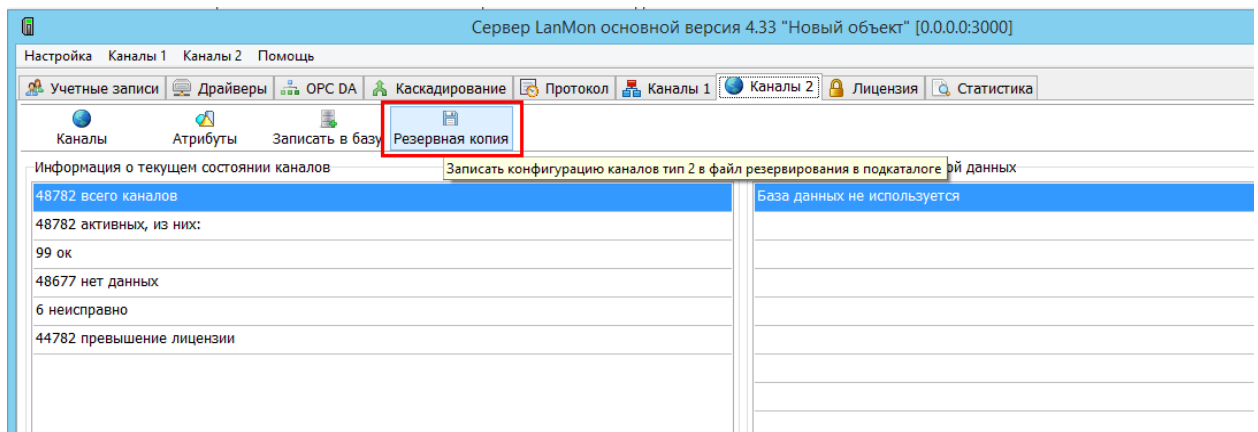 Сервер LanMon основной версия 4.33 "Новый объект" [0.0.0.0:3000]
Настройка Каналы 1 Каналы 2 Помощь
Учетные записи Драйверы OPC DA Каскадирование Протокол Каналы 1 Каналы 2 Лицензия Статистика
Каналы Атрибуты Записать в базу Резервная копия
Информация о текущем состоянии каналов Записать конфигурацию каналов тип 2 в файл резервирования в подкаталоге данных
48782 всего каналов База данных не используется
48782 активных, из них:
99 ок
48677 нет данных
6 неисправно
44782 превышение лицензии